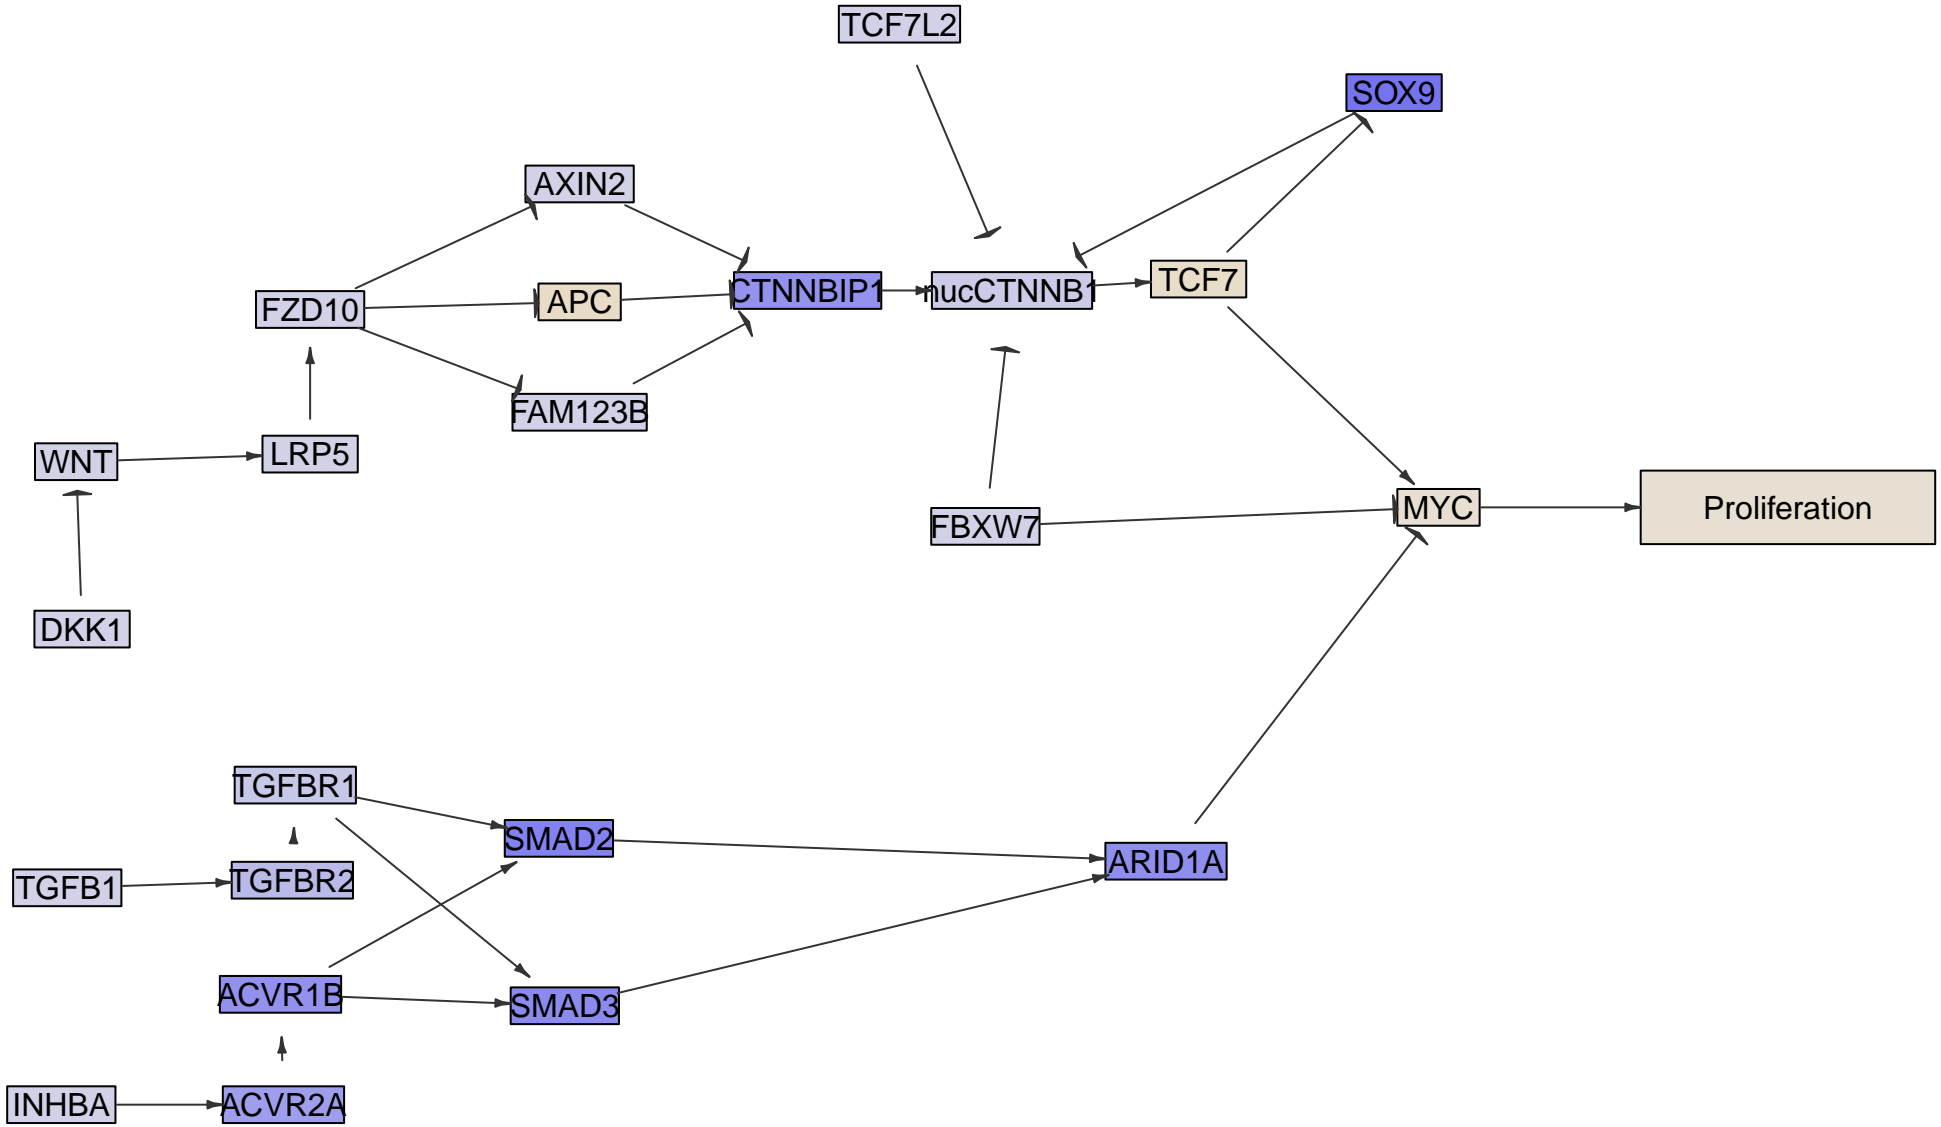 TCF7L2
SOX9
AXIN2
FZD10
APC
CTNNBIP1
nucCTNNB1
TCF7
FAM123B
WNT
LRP5
FBXW7
MYC
Proliferation
DKK1
TGFBR1
SMAD2
ARID1A
TGFB1
TGFBR2
ACVR1B
SMAD3
INHBA
ACVR2A